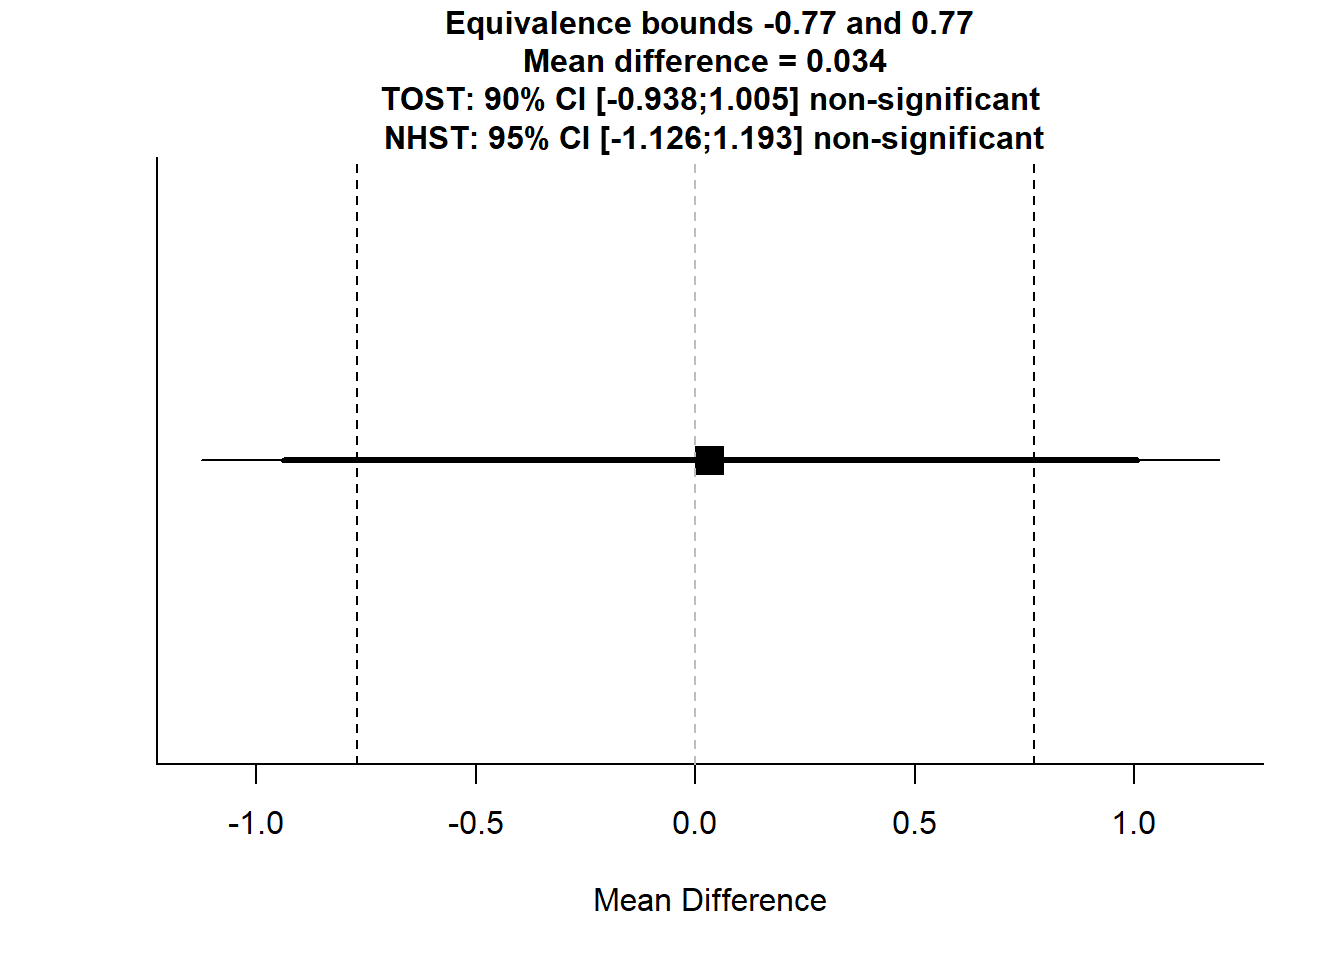 Equivalence bounds -0.77 and 0.77
Mean difference = 0.034
TOST: 90% CI [-0.938;1.005] non-significant
NHST: 95% CI [-1.126;1.193] non-significant
-1.0 -0.5 0.0 0.5 1.0
Mean Difference